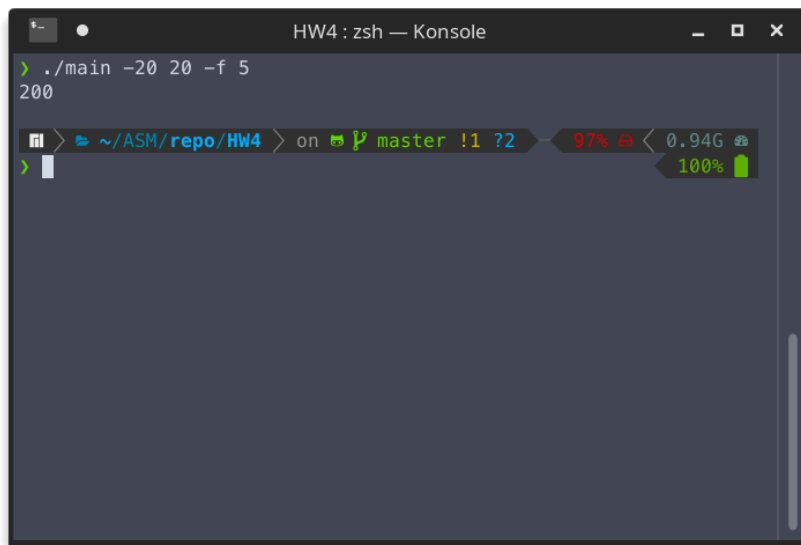 HW4 : zsh — Konsole
❯ ./main -20 20 -f 5
200
~/ASM/repo/HW4 on master !1 ?2 97% 0.94G
❯ 100%